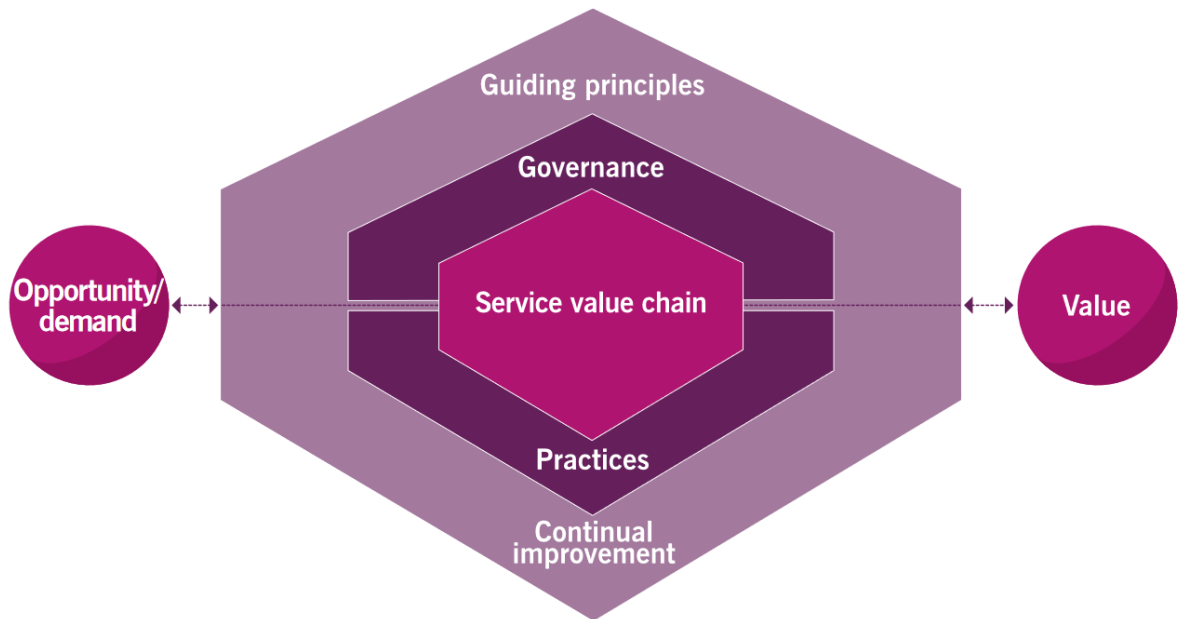 Guiding principles
Governance
Opportunity/
demand
Service value chain
Value
Practices
Continual
improvement